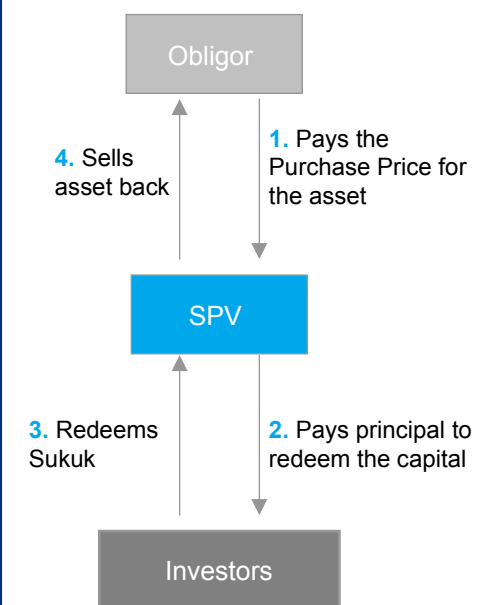 Obligor
4. Sells
asset back
1. Pays the
Purchase Price for
the asset
SPV
3. Redeems
Sukuk
2. Pays principal to
redeem the capital
Investors